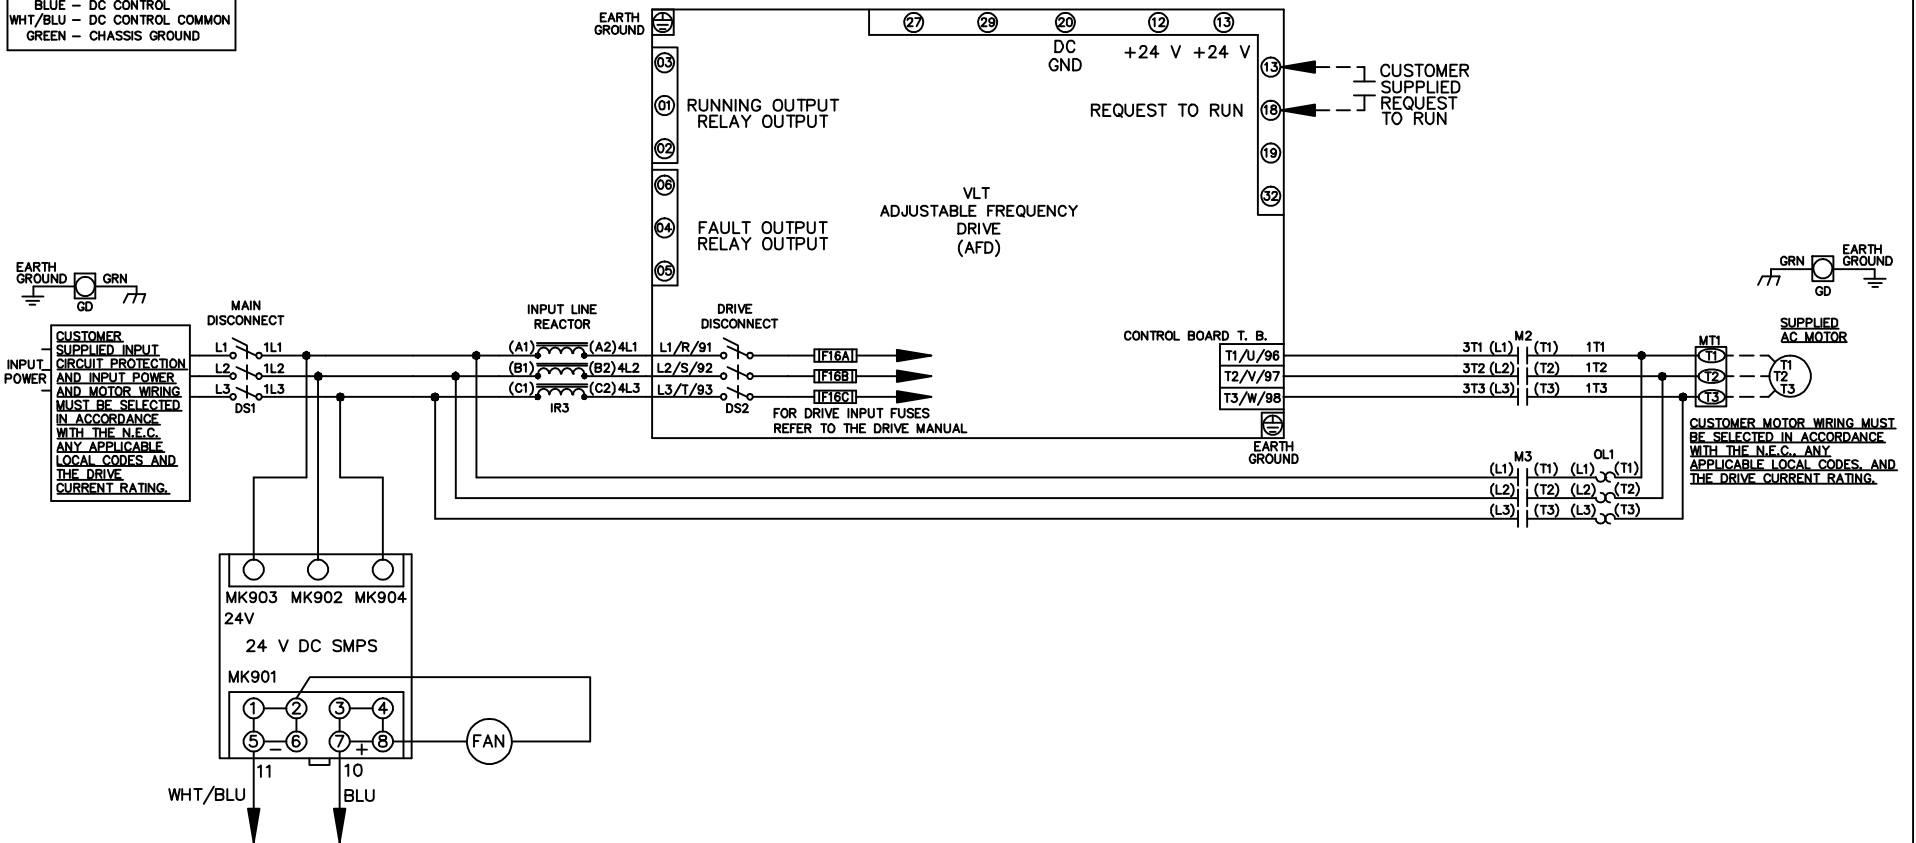 BLUE – DC CONTROL
WHT/BLU – DC CONTROL COMMON
GREEN – CHASSIS GROUND
EARTH
GROUND
03
01
02
RUNNING OUTPUT
RELAY OUTPUT
06
04
05
FAULT OUTPUT
RELAY OUTPUT
27
29
20
12
13
DC
GND
+24 V
+24 V
13
18
19
32
REQUEST TO RUN
CUSTOMER
SUPPLIED
REQUEST
TO RUN
VLT
ADJUSTABLE FREQUENCY
DRIVE
(AFD)
EARTH
GROUND
GRN
GD
INPUT
POWER
CUSTOMER
SUPPLIED INPUT
CIRCUIT PROTECTION
AND INPUT POWER
AND MOTOR WIRING
MUST BE SELECTED
IN ACCORDANCE
WITH THE N.E.C.
ANY APPLICABLE
LOCAL CODES AND
THE DRIVE
CURRENT RATING.
MAIN
DISCONNECT
L1 1L1
L2 1L2
L3 1L3
DS1
INPUT LINE
REACTOR
(A1) (A2) 4L1
(B1) (B2) 4L2
(C1) (C2) 4L3
IR3
DRIVE
DISCONNECT
L1/R/91
L2/S/92
L3/T/93
DS2
F16A
F16B
F16C
FOR DRIVE INPUT FUSES
REFER TO THE DRIVE MANUAL
CONTROL BOARD T. B.
T1/U/96
T2/V/97
T3/W/98
EARTH
GROUND
M2
3T1 (L1) (T1) 1T1
3T2 (L2) (T2) 1T2
3T3 (L3) (T3) 1T3
MT1
T1
T2
T3
GRN
GD
EARTH
GROUND
SUPPLIED
AC MOTOR
T1
T2
T3
CUSTOMER MOTOR WIRING MUST
BE SELECTED IN ACCORDANCE
WITH THE N.E.C., ANY
APPLICABLE LOCAL CODES, AND
THE DRIVE CURRENT RATING.
M3
OL1
(L1) (T1) (L1) (T1)
(L2) (T2) (L2) (T2)
(L3) (T3) (L3) (T3)
MK903 MK902 MK904
24V
24 V DC SMPS
MK901
1 2 3 4
5 – 6 7 + 8
FAN
11
10
WHT/BLU
BLU